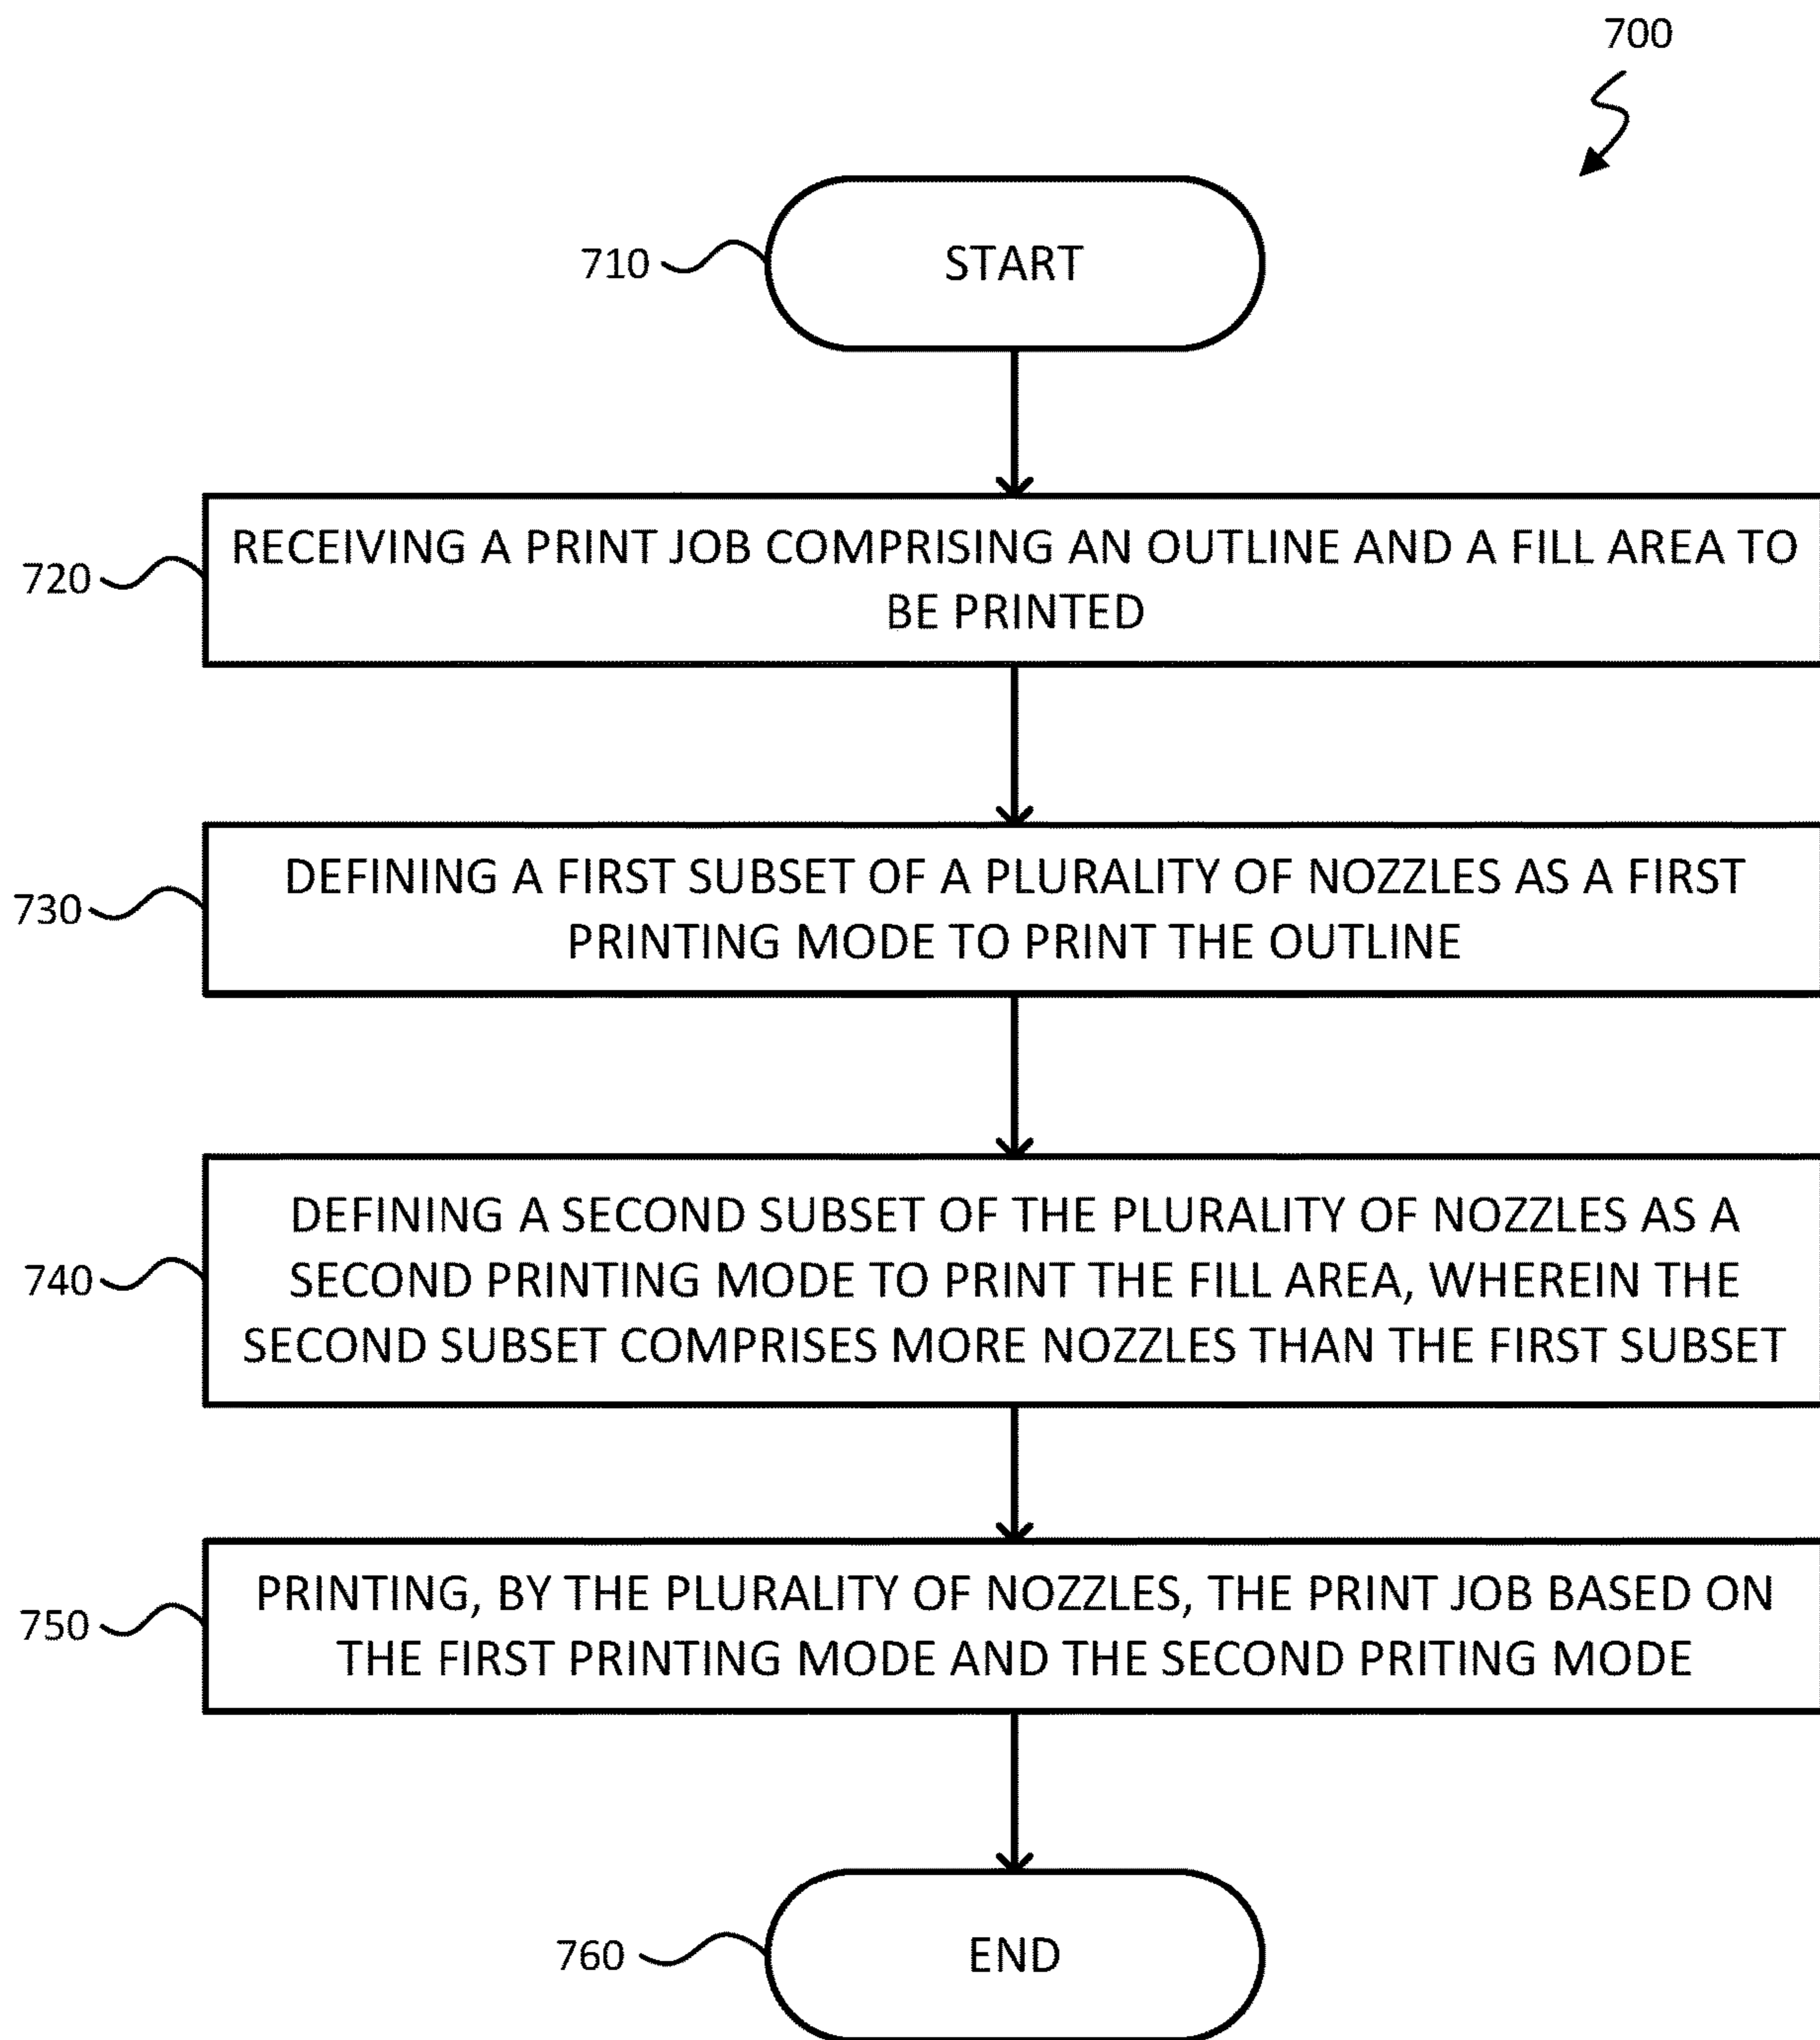 700
710
START
720
RECEIVING A PRINT JOB COMPRISING AN OUTLINE AND A FILL AREA TO
BE PRINTED
730
DEFINING A FIRST SUBSET OF A PLURALITY OF NOZZLES AS A FIRST
PRINTING MODE TO PRINT THE OUTLINE
740
DEFINING A SECOND SUBSET OF THE PLURALITY OF NOZZLES AS A
SECOND PRINTING MODE TO PRINT THE FILL AREA, WHEREIN THE
SECOND SUBSET COMPRISES MORE NOZZLES THAN THE FIRST SUBSET
750
PRINTING, BY THE PLURALITY OF NOZZLES, THE PRINT JOB BASED ON
THE FIRST PRINTING MODE AND THE SECOND PRITING MODE
760
END